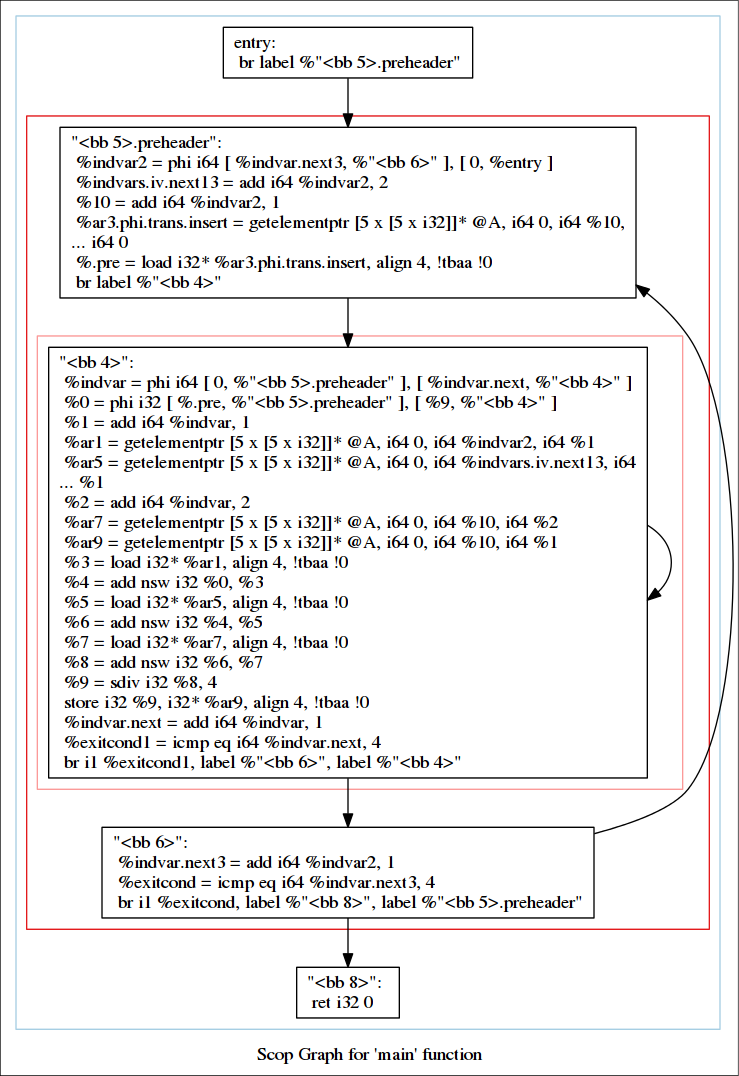 entry:
br label %"<bb 5>.preheader"
"<bb 5>.preheader":
%indvar2 = phi i64 [ %indvar.next3, %"<bb 6>" ], [ 0, %entry ]
%indvars.iv.next13 = add i64 %indvar2, 2
%10 = add i64 %indvar2, 1
%ar3.phi.trans.insert = getelementptr [5 x [5 x i32]]* @A, i64 0, i64 %10,
... i64 0
%.pre = load i32* %ar3.phi.trans.insert, align 4, !tbaa !0
br label %"<bb 4>"
"<bb 4>":
%indvar = phi i64 [ 0, %"<bb 5>.preheader" ], [ %indvar.next, %"<bb 4>" ]
%0 = phi i32 [ %.pre, %"<bb 5>.preheader" ], [ %9, %"<bb 4>" ]
%1 = add i64 %indvar, 1
%ar1 = getelementptr [5 x [5 x i32]]* @A, i64 0, i64 %indvar2, i64 %1
%ar5 = getelementptr [5 x [5 x i32]]* @A, i64 0, i64 %indvars.iv.next13, i64
... %1
%2 = add i64 %indvar, 2
%ar7 = getelementptr [5 x [5 x i32]]* @A, i64 0, i64 %10, i64 %2
%ar9 = getelementptr [5 x [5 x i32]]* @A, i64 0, i64 %10, i64 %1
%3 = load i32* %ar1, align 4, !tbaa !0
%4 = add nsw i32 %0, %3
%5 = load i32* %ar5, align 4, !tbaa !0
%6 = add nsw i32 %4, %5
%7 = load i32* %ar7, align 4, !tbaa !0
%8 = add nsw i32 %6, %7
%9 = sdiv i32 %8, 4
store i32 %9, i32* %ar9, align 4, !tbaa !0
%indvar.next = add i64 %indvar, 1
%exitcond1 = icmp eq i64 %indvar.next, 4
br i1 %exitcond1, label %"<bb 6>", label %"<bb 4>"
"<bb 6>":
%indvar.next3 = add i64 %indvar2, 1
%exitcond = icmp eq i64 %indvar.next3, 4
br i1 %exitcond, label %"<bb 8>", label %"<bb 5>.preheader"
"<bb 8>":
ret i32 0
Scop Graph for 'main' function